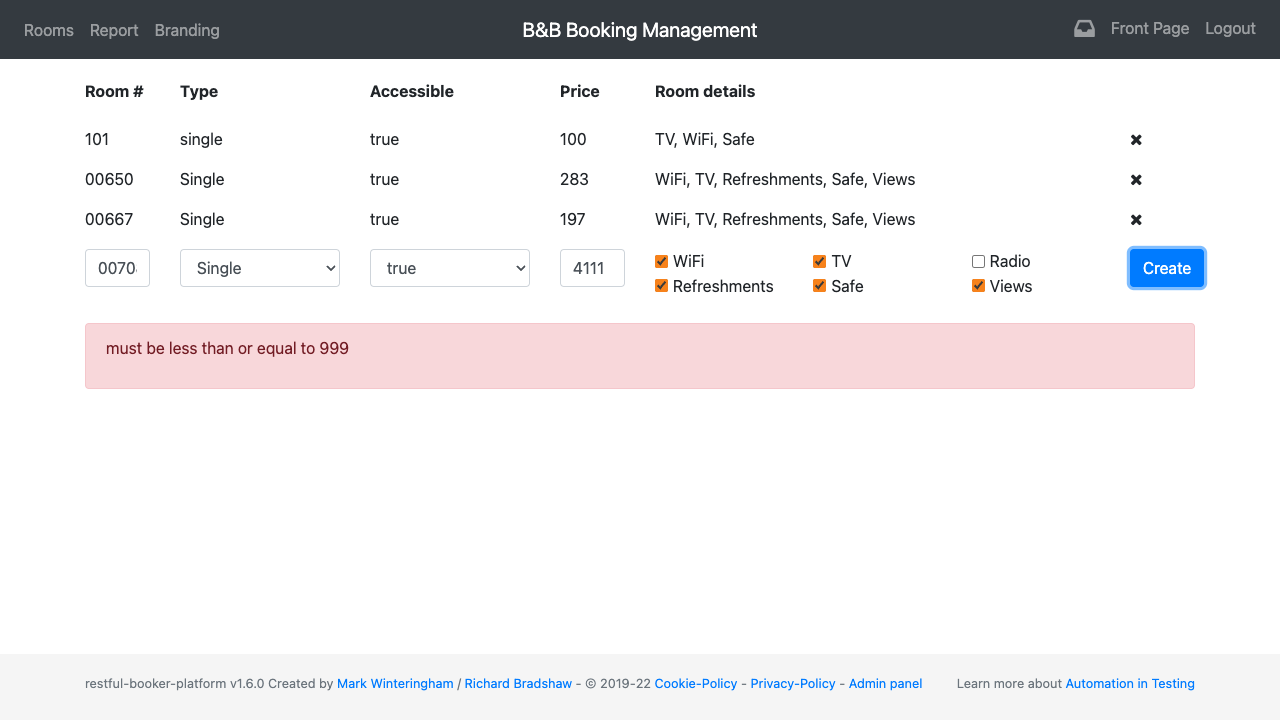 Rooms Report Branding B&B Booking Management Front Page Logout
Room # Type Accessible Price Room details
101 single true 100 TV, WiFi, Safe
00650 Single true 283 WiFi, TV, Refreshments, Safe, Views
00667 Single true 197 WiFi, TV, Refreshments, Safe, Views
0070 Single true 4111 WiFi TV Radio Create
Refreshments Safe Views
must be less than or equal to 999
restful-booker-platform v1.6.0 Created by Mark Winteringham / Richard Bradshaw - © 2019-22 Cookie-Policy - Privacy-Policy - Admin panel Learn more about Automation in Testing